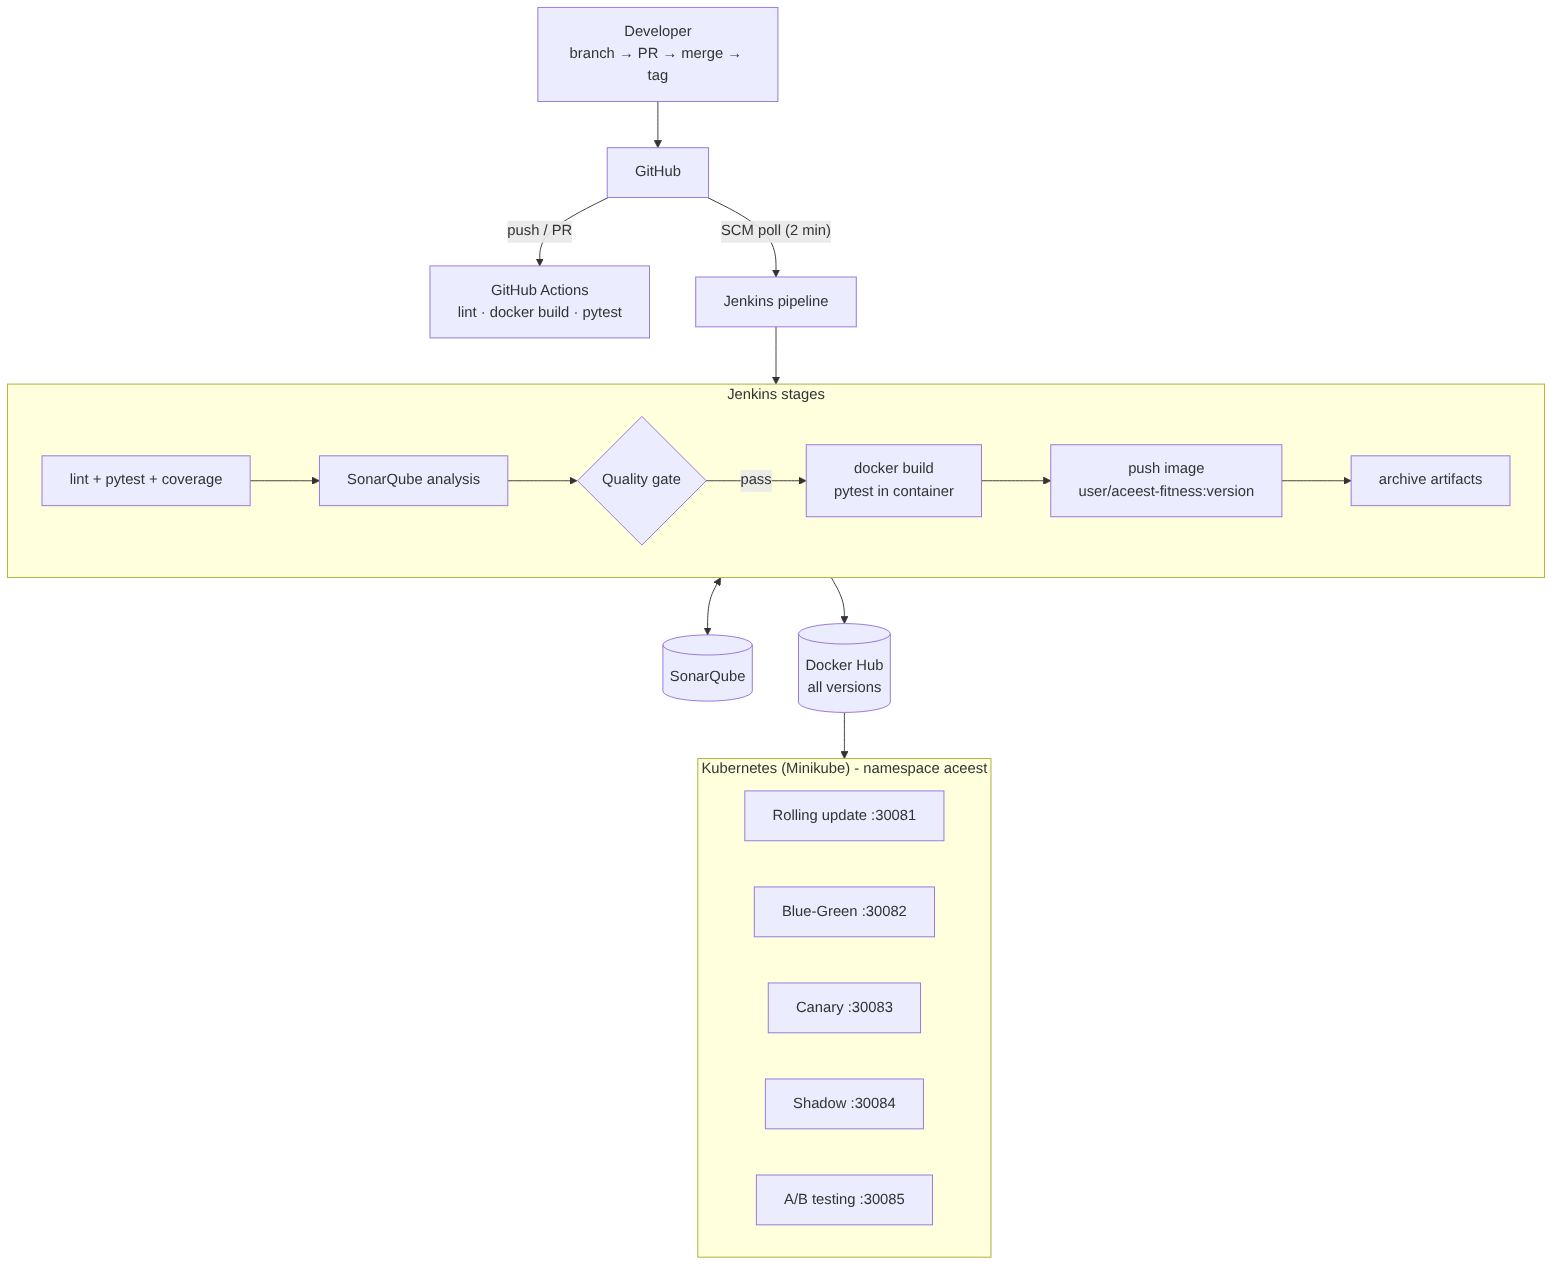 Developer
branch → PR → merge →
tag
GitHub
push / PR
SCM poll (2 min)
GitHub Actions
lint · docker build · pytest
Jenkins pipeline
Jenkins stages
lint + pytest + coverage
SonarQube analysis
Quality gate
pass
docker build
pytest in container
push image
user/aceest-fitness:version
archive artifacts
SonarQube
Docker Hub
all versions
Kubernetes (Minikube) - namespace aceest
Rolling update :30081
Blue-Green :30082
Canary :30083
Shadow :30084
A/B testing :30085